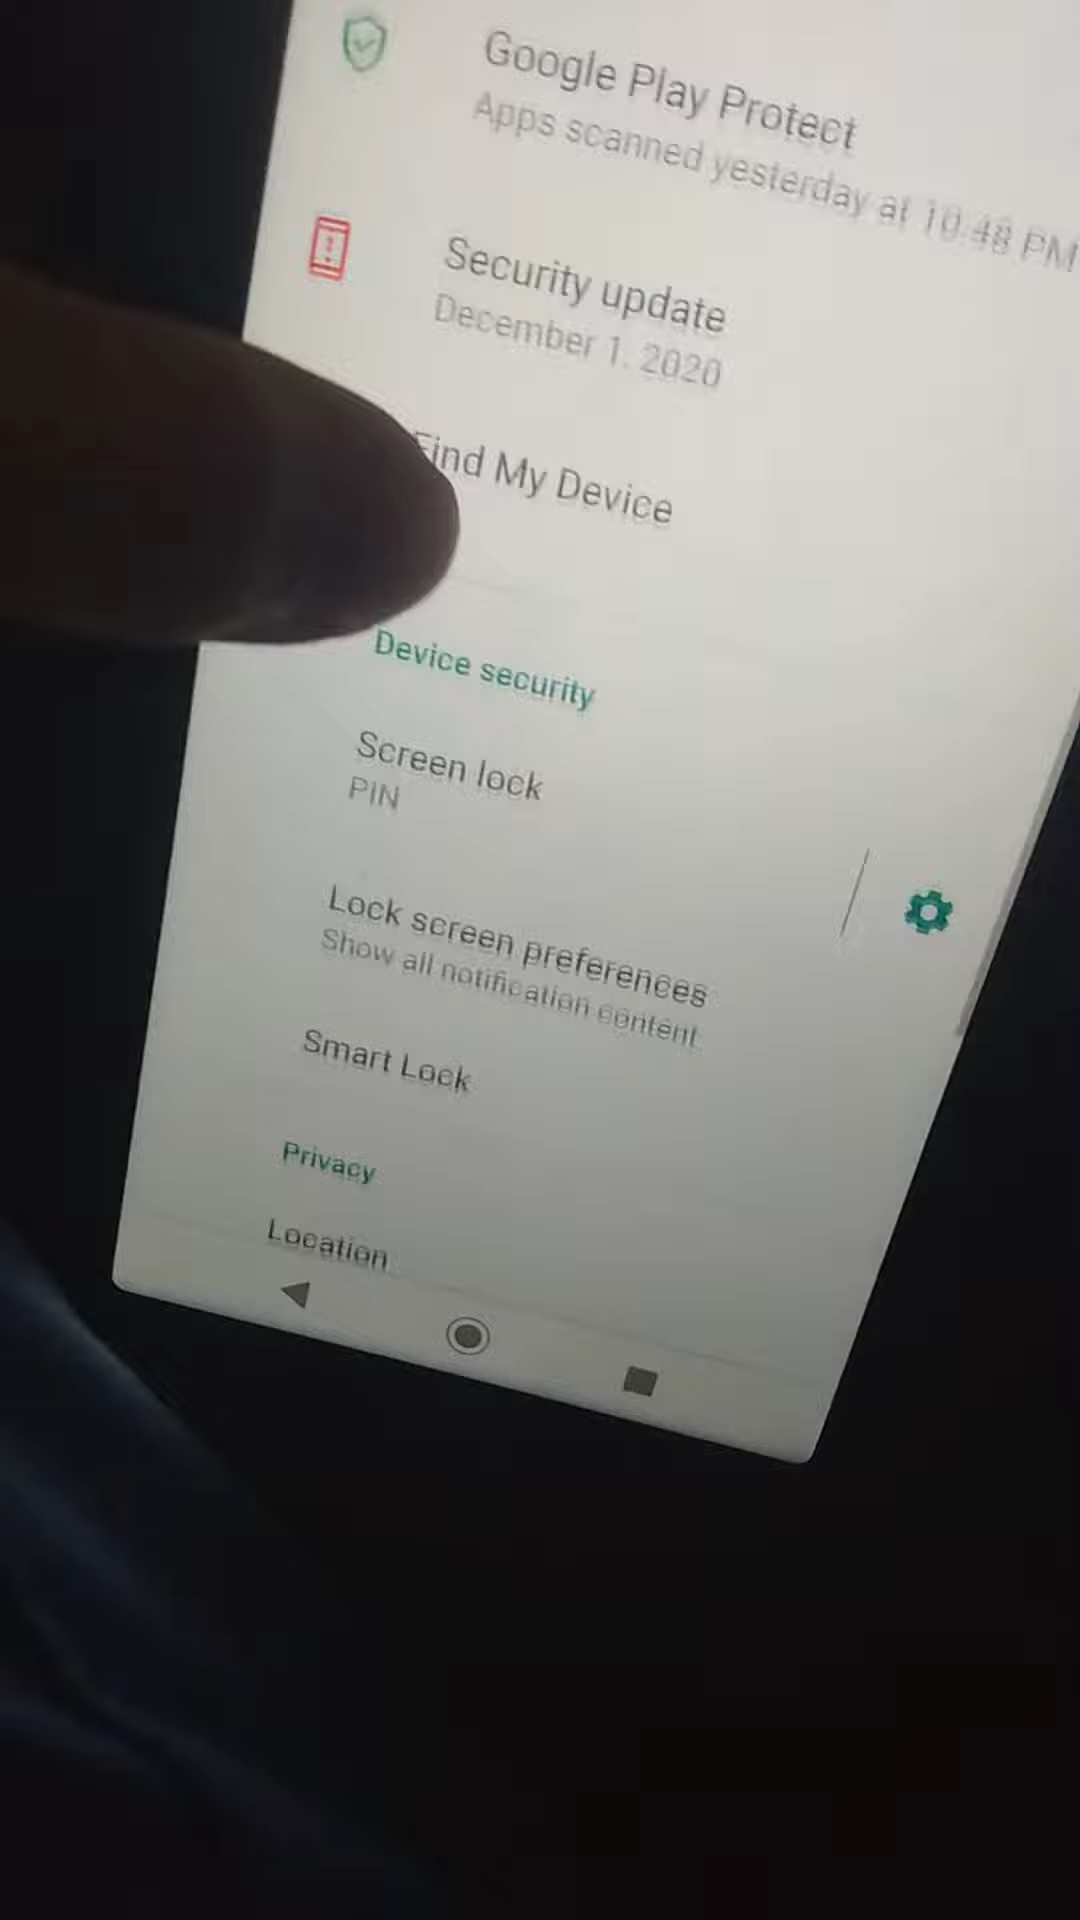 Google Play Protect
Apps scanned yesterday at 10:48 PM
Security update
December 1, 2020
Find My Device
Device security
Screen lock
PIN
Lock screen preferences
Show all notification content
Smart Lock
Privacy
Location